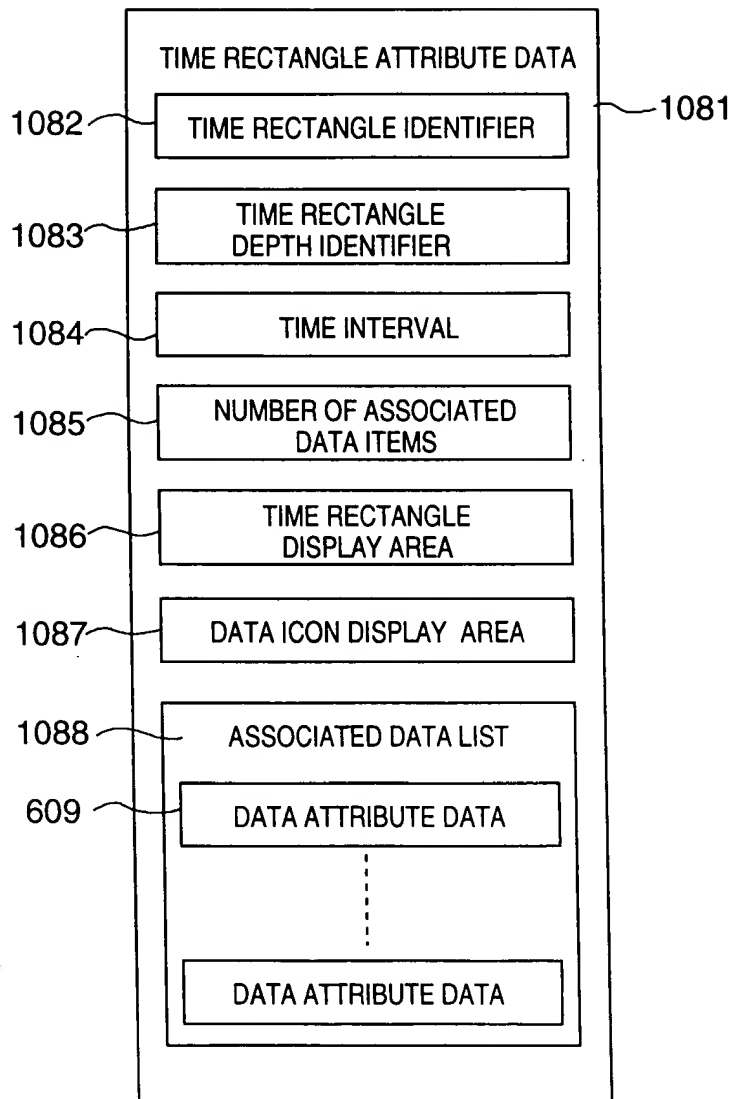 TIME RECTANGLE ATTRIBUTE DATA
1081
1082
TIME RECTANGLE IDENTIFIER
1083
TIME RECTANGLE
DEPTH IDENTIFIER
1084
TIME INTERVAL
1085
NUMBER OF ASSOCIATED
DATA ITEMS
1086
TIME RECTANGLE
DISPLAY AREA
1087
DATA ICON DISPLAY AREA
1088
ASSOCIATED DATA LIST
609
DATA ATTRIBUTE DATA
DATA ATTRIBUTE DATA